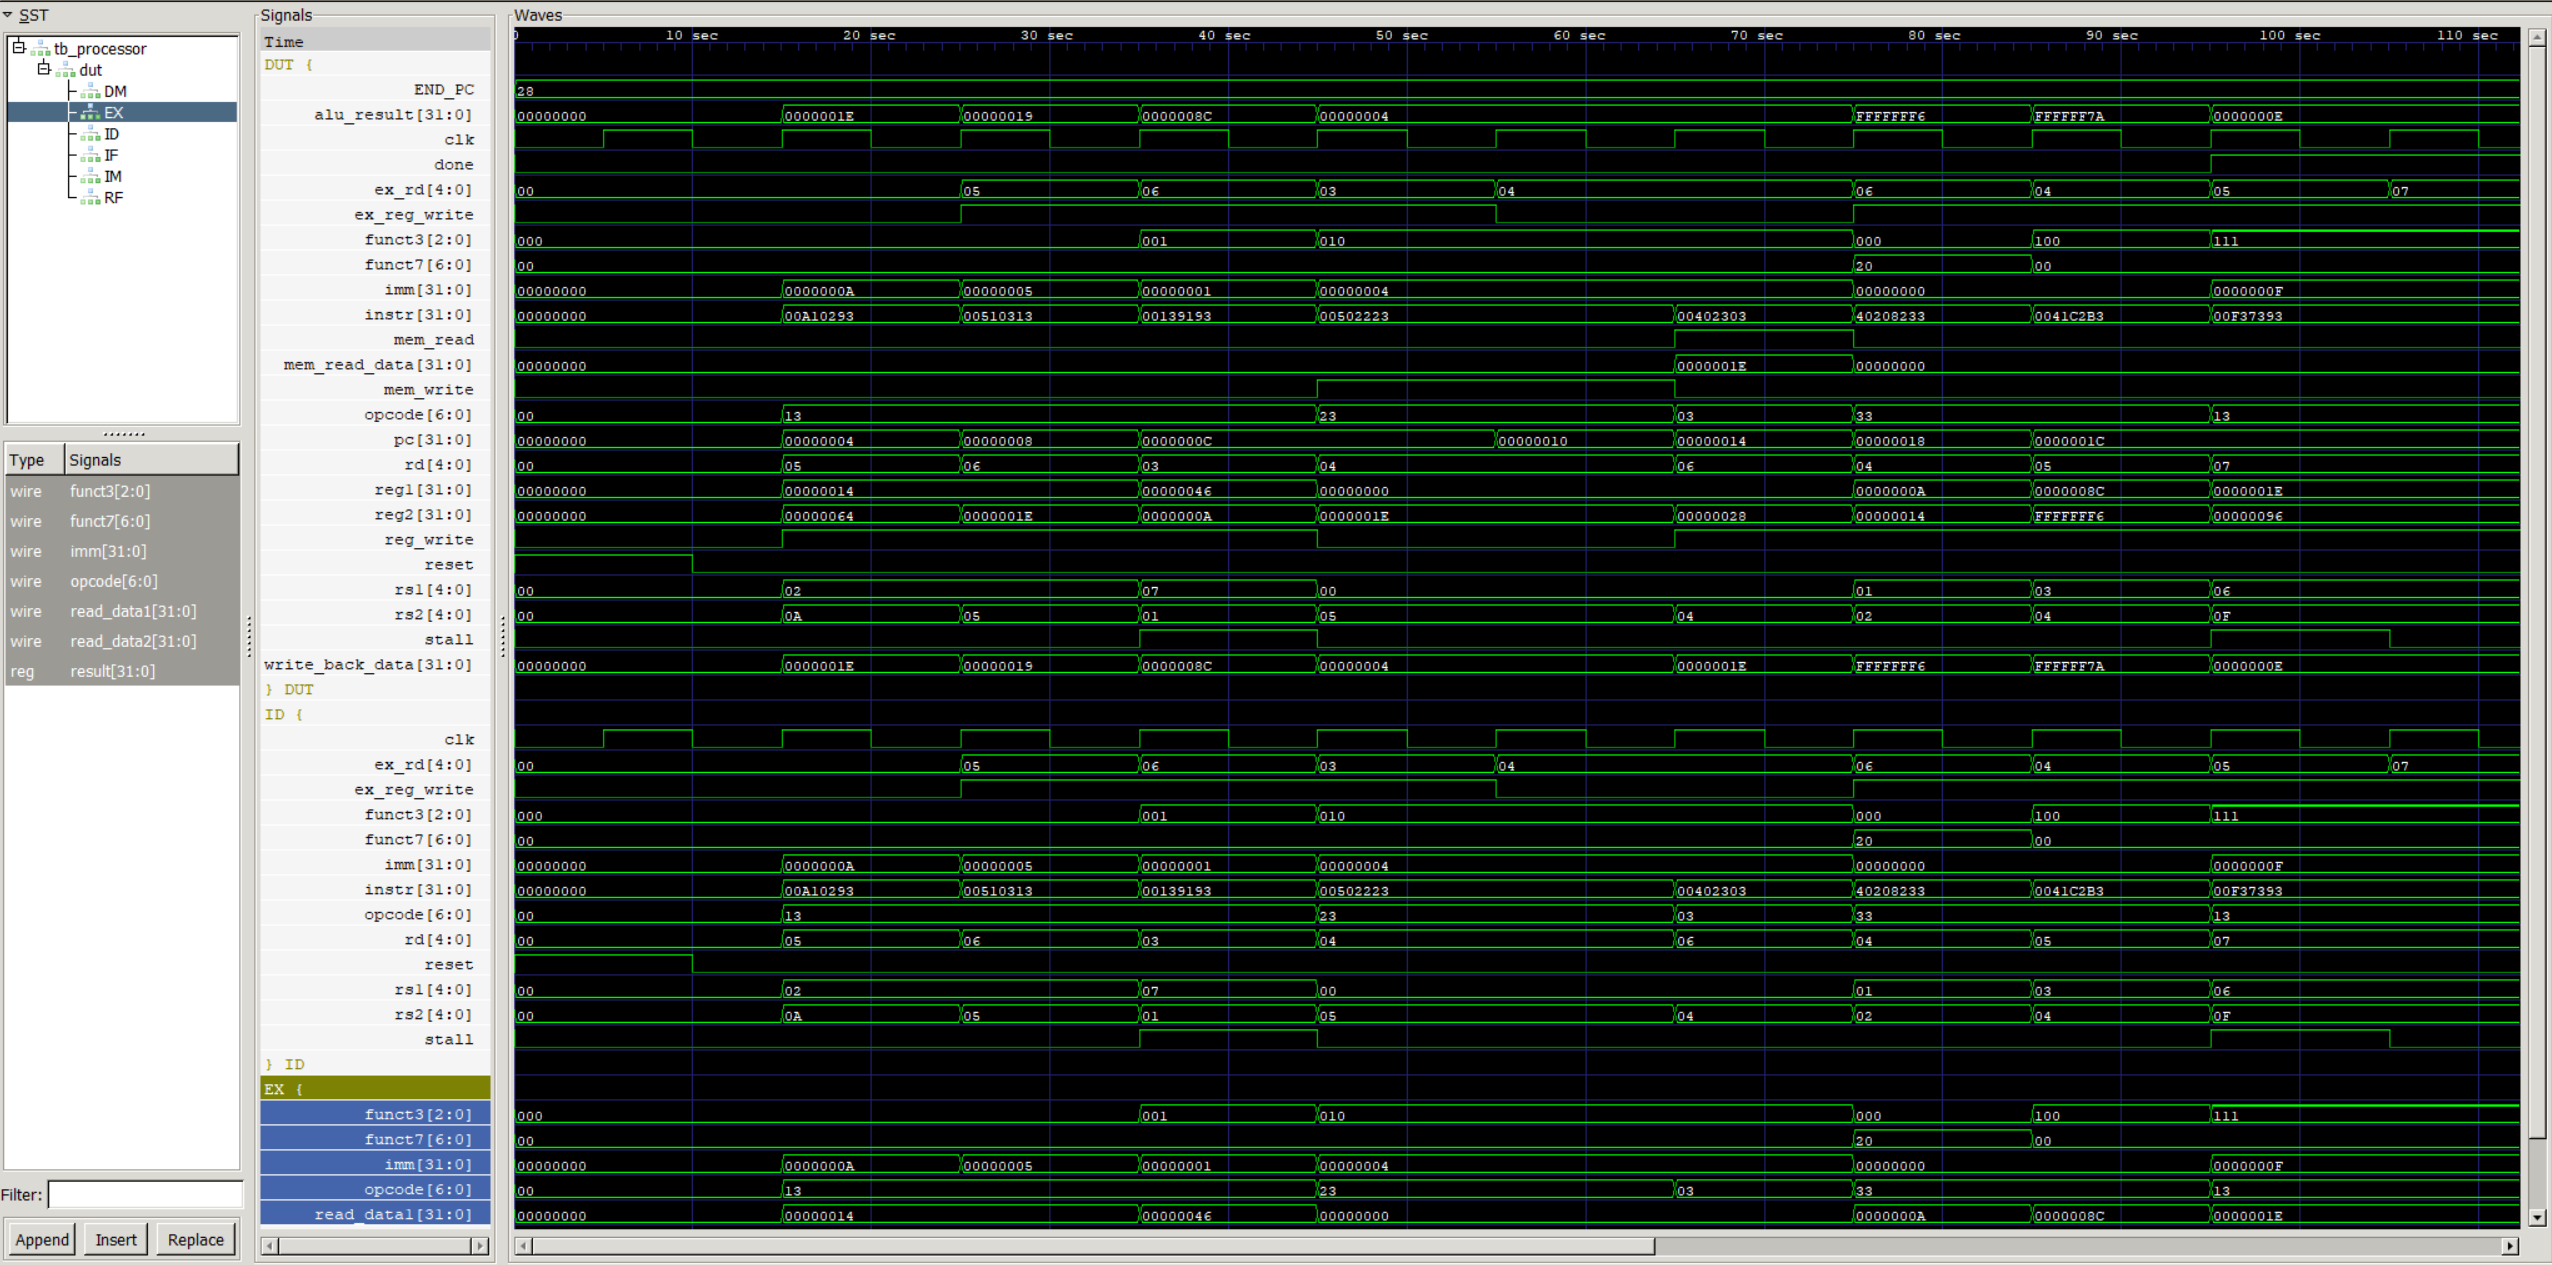 SST
tb_processor
dut
DM
EX
ID
IF
IM
RF
Type Signals
wire funct3[2:0]
wire funct7[6:0]
wire imm[31:0]
wire opcode[6:0]
wire read_data1[31:0]
wire read_data2[31:0]
reg result[31:0]
Filter:
Append Insert Replace
Signals
Waves
Time 0 10 sec 20 sec 30 sec 40 sec 50 sec 60 sec 70 sec 80 sec 90 sec 100 sec 110 sec
DUT {
END_PC 28
alu_result[31:0] 00000000 0000001E 00000019 0000008C 00000004 FFFFFFF6 FFFFFF7A 0000000E
clk
done
ex_rd[4:0] 00 05 06 03 04 06 04 05 07
ex_reg_write
funct3[2:0] 000 001 010 000 100 111
funct7[6:0] 00 20 00
imm[31:0] 00000000 0000000A 00000005 00000001 00000004 00000000 0000000F
instr[31:0] 00000000 00A10293 00510313 00139193 00502223 00402303 40208233 0041C2B3 00F37393
mem_read
mem_read_data[31:0] 00000000 0000001E 00000000
mem_write
opcode[6:0] 00 13 23 03 33 13
pc[31:0] 00000000 00000004 00000008 0000000C 00000010 00000014 00000018 0000001C
rd[4:0] 00 05 06 03 04 06 04 05 07
reg1[31:0] 00000000 00000014 00000046 00000000 0000000A 0000008C 0000001E
reg2[31:0] 00000000 00000064 0000001E 0000000A 0000001E 00000028 00000014 FFFFFFF6 00000096
reg_write
reset
rs1[4:0] 00 02 07 00 01 03 06
rs2[4:0] 00 0A 05 01 05 04 02 04 0F
stall
write_back_data[31:0] 00000000 0000001E 00000019 0000008C 00000004 0000001E FFFFFFF6 FFFFFF7A 0000000E
} DUT
ID {
clk
ex_rd[4:0] 00 05 06 03 04 06 04 05 07
ex_reg_write
funct3[2:0] 000 001 010 000 100 111
funct7[6:0] 00 20 00
imm[31:0] 00000000 0000000A 00000005 00000001 00000004 00000000 0000000F
instr[31:0] 00000000 00A10293 00510313 00139193 00502223 00402303 40208233 0041C2B3 00F37393
opcode[6:0] 00 13 23 03 33 13
rd[4:0] 00 05 06 03 04 06 04 05 07
reset
rs1[4:0] 00 02 07 00 01 03 06
rs2[4:0] 00 0A 05 01 05 04 02 04 0F
stall
} ID
EX {
funct3[2:0] 000 001 010 000 100 111
funct7[6:0] 00 20 00
imm[31:0] 00000000 0000000A 00000005 00000001 00000004 00000000 0000000F
opcode[6:0] 00 13 23 03 33 13
read_data1[31:0] 00000000 00000014 00000046 00000000 0000000A 0000008C 0000001E